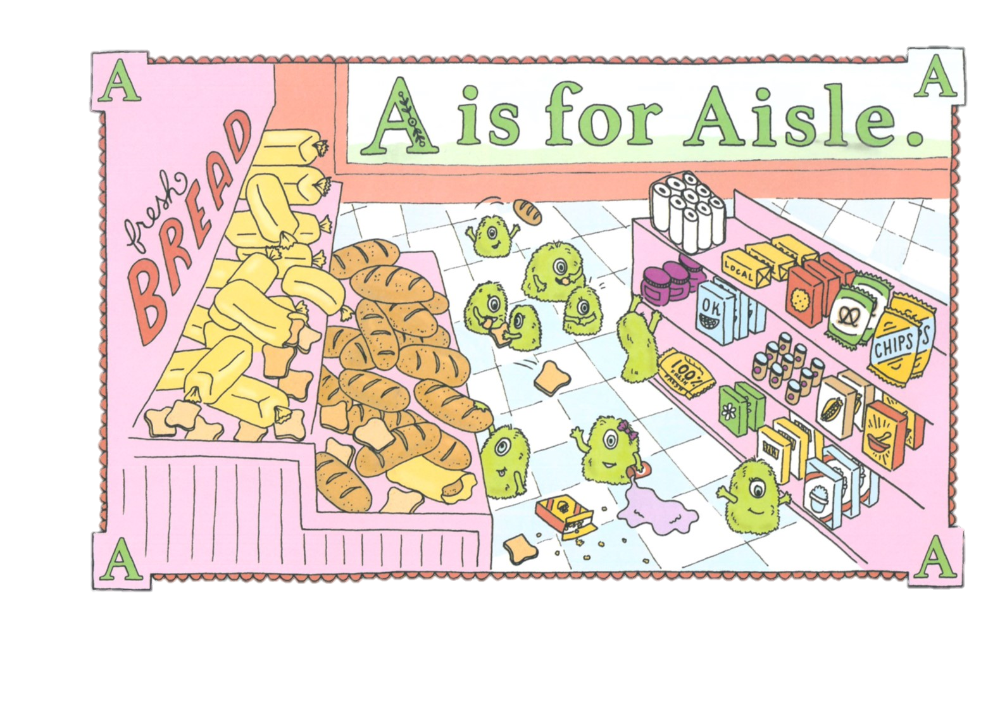 A
A
A is for Aisle.
fresh
BREAD
LOCAL
OK
CHIPS
S
100%
FRESH
A
A